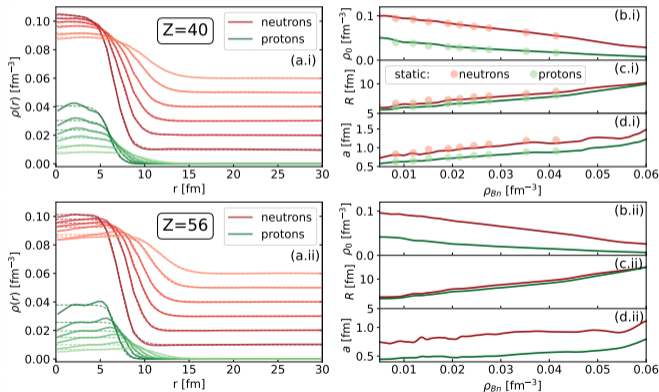 Z=40
neutrons
protons
(a.i)
0.10
0.08
0.06
0.04
0.02
0.00
ρ(r) [fm⁻³]
0 5 10 15 20 25 30
r [fm]
(b.i)
0.1
0.0
ρ₀
(c.i)
static: neutrons protons
10
5
R [fm]
(d.i)
1.5
1.0
0.5
a [fm]
0.01 0.02 0.03 0.04 0.05 0.06
ρBn [fm⁻³]
Z=56
neutrons
protons
(a.ii)
0.10
0.08
0.06
0.04
0.02
0.00
ρ(r) [fm⁻³]
0 5 10 15 20 25 30
r [fm]
(b.ii)
0.1
0.0
ρ₀
(c.ii)
10
R [fm]
(d.ii)
1.0
0.5
a [fm]
0.01 0.02 0.03 0.04 0.05 0.06
ρBn [fm⁻³]